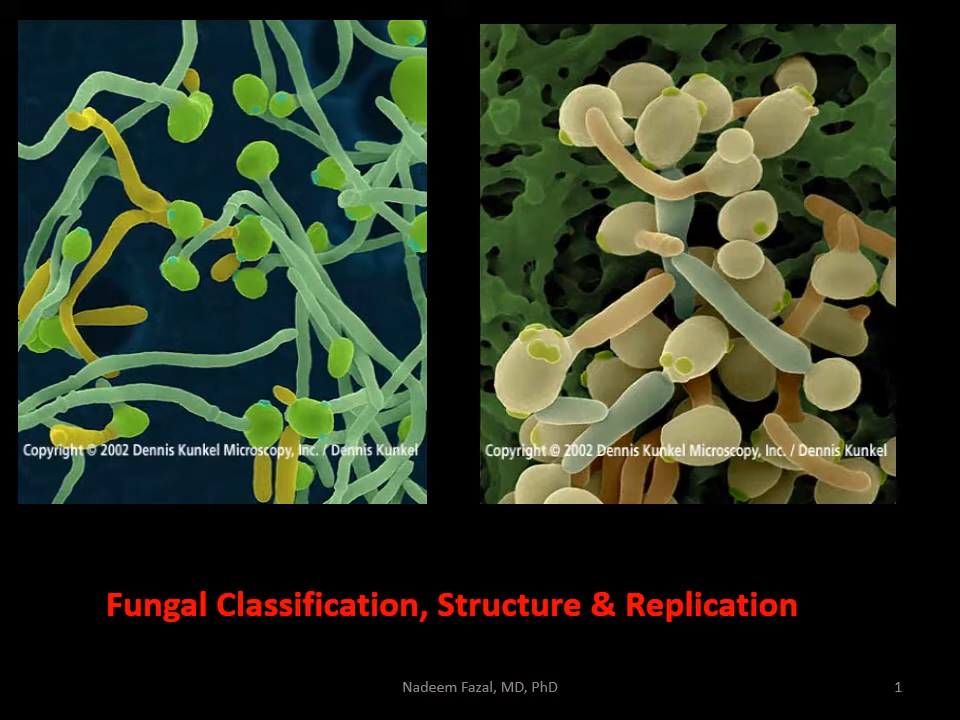 Copyright © 2002 Dennis Kunkel Microscopy, Inc. / Dennis Kunkel
Copyright © 2002 Dennis Kunkel Microscopy, Inc. / Dennis Kunkel
Fungal Classification, Structure & Replication
Nadeem Fazal, MD, PhD
1